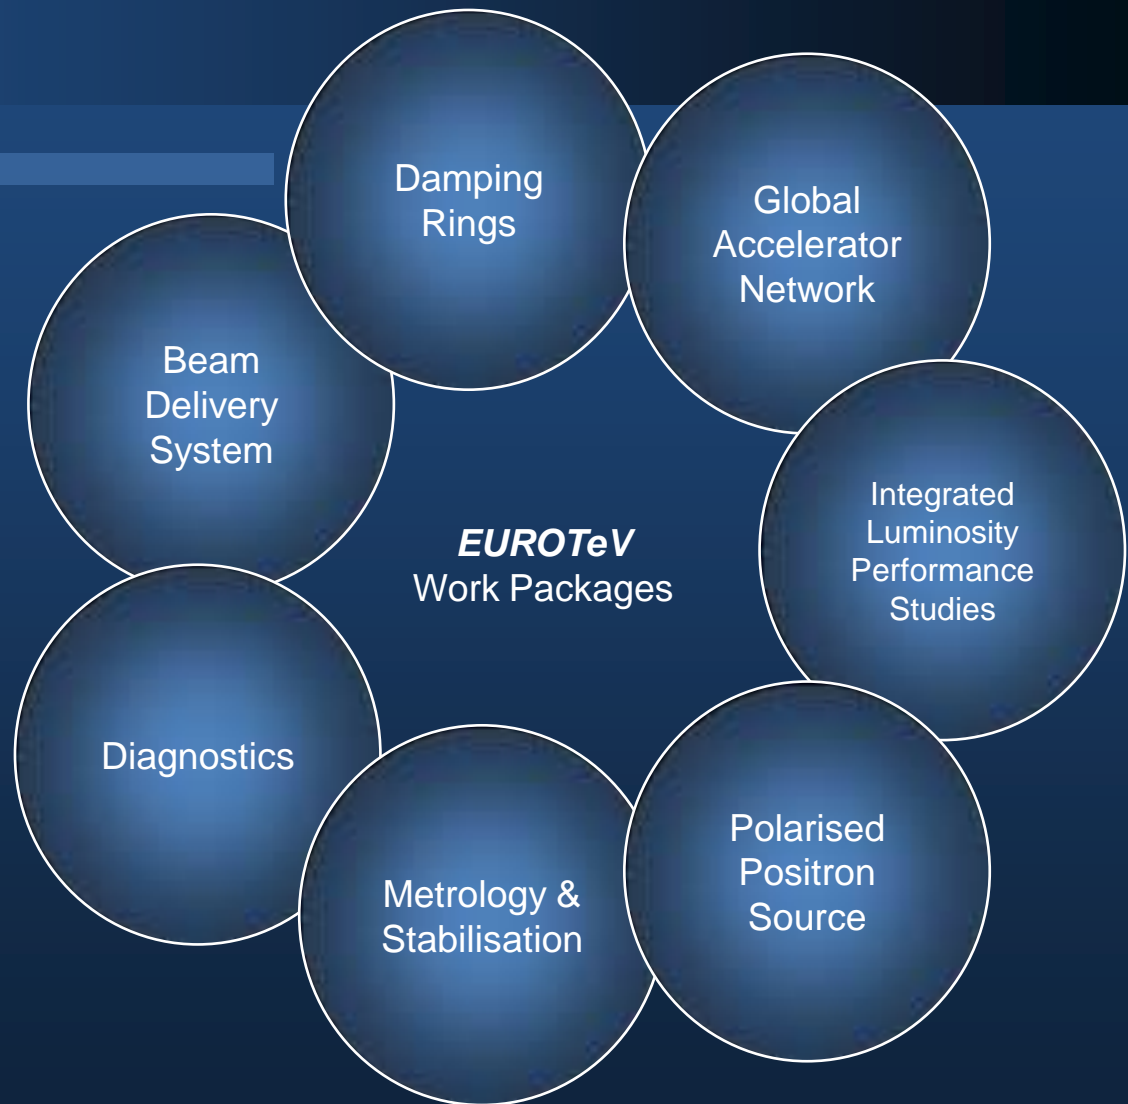 Damping
Rings
Global
Accelerator
Network
Beam
Delivery
System
Integrated
Luminosity
Performance
Studies
EUROTeV
Work Packages
Diagnostics
Polarised
Positron
Source
Metrology &
Stabilisation